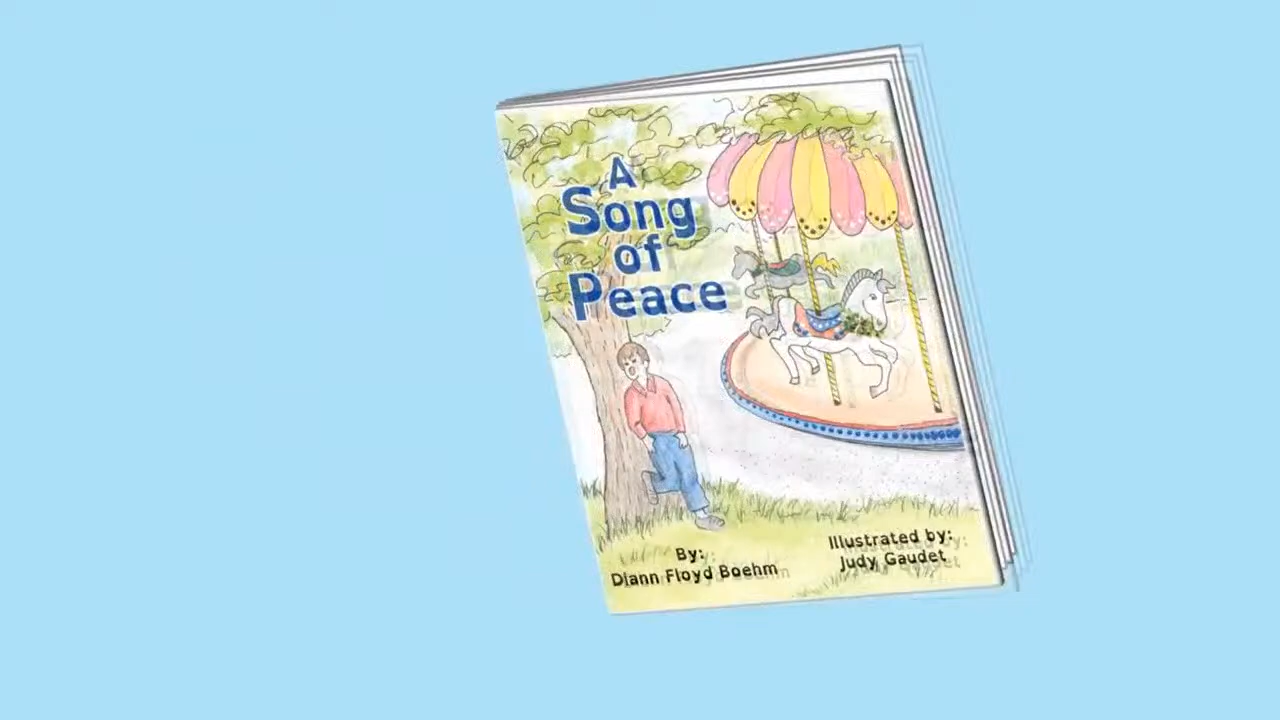 A
Song
of
Peace
By:
Diann Floyd Boehm
Illustrated by:
Judy Gaudet